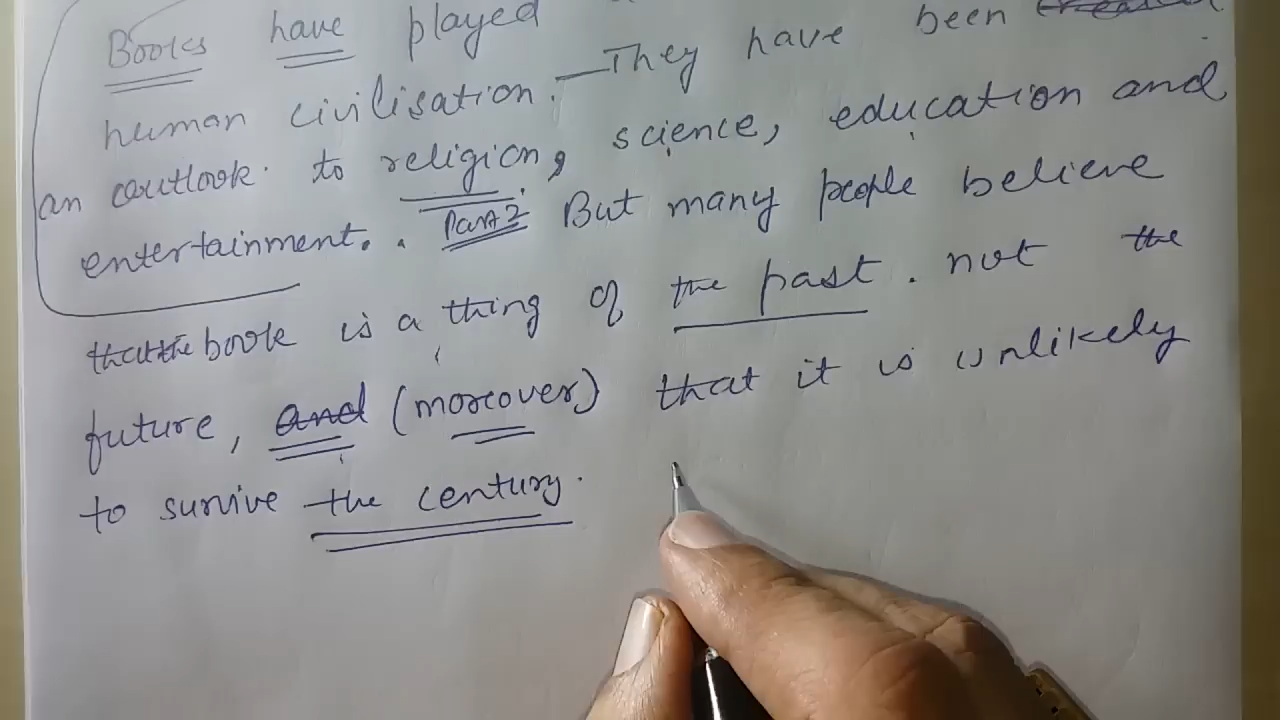 Books have played
human civilisation. They have been
an outlook to religion, science, education and
entertainment. Part 2 But many people believe
that the book is a thing of the past. not the
future, and (moreover) that it is unlikely
to survive the century.